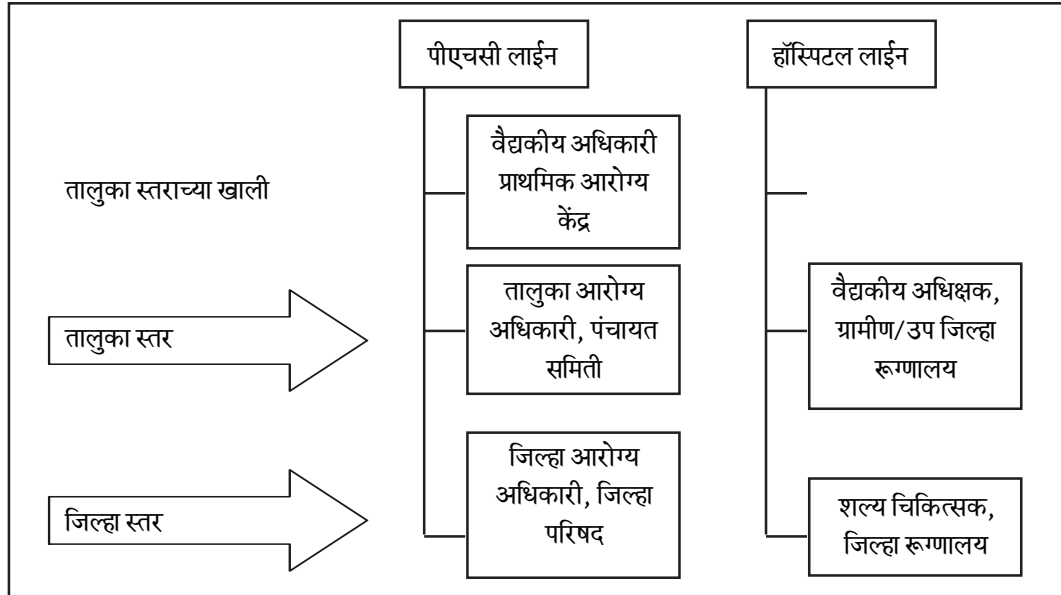 पीएचसी लाईन
हॉस्पिटल लाईन
तालुका स्तराच्या खाली
वैद्यकीय अधिकारी
प्राथमिक आरोग्य
केंद्र
तालुका स्तर
तालुका आरोग्य
अधिकारी, पंचायत
समिती
वैद्यकीय अधिक्षक,
ग्रामीण/उप जिल्हा
रूग्णालय
जिल्हा स्तर
जिल्हा आरोग्य
अधिकारी, जिल्हा
परिषद
शल्य चिकित्सक,
जिल्हा रूग्णालय